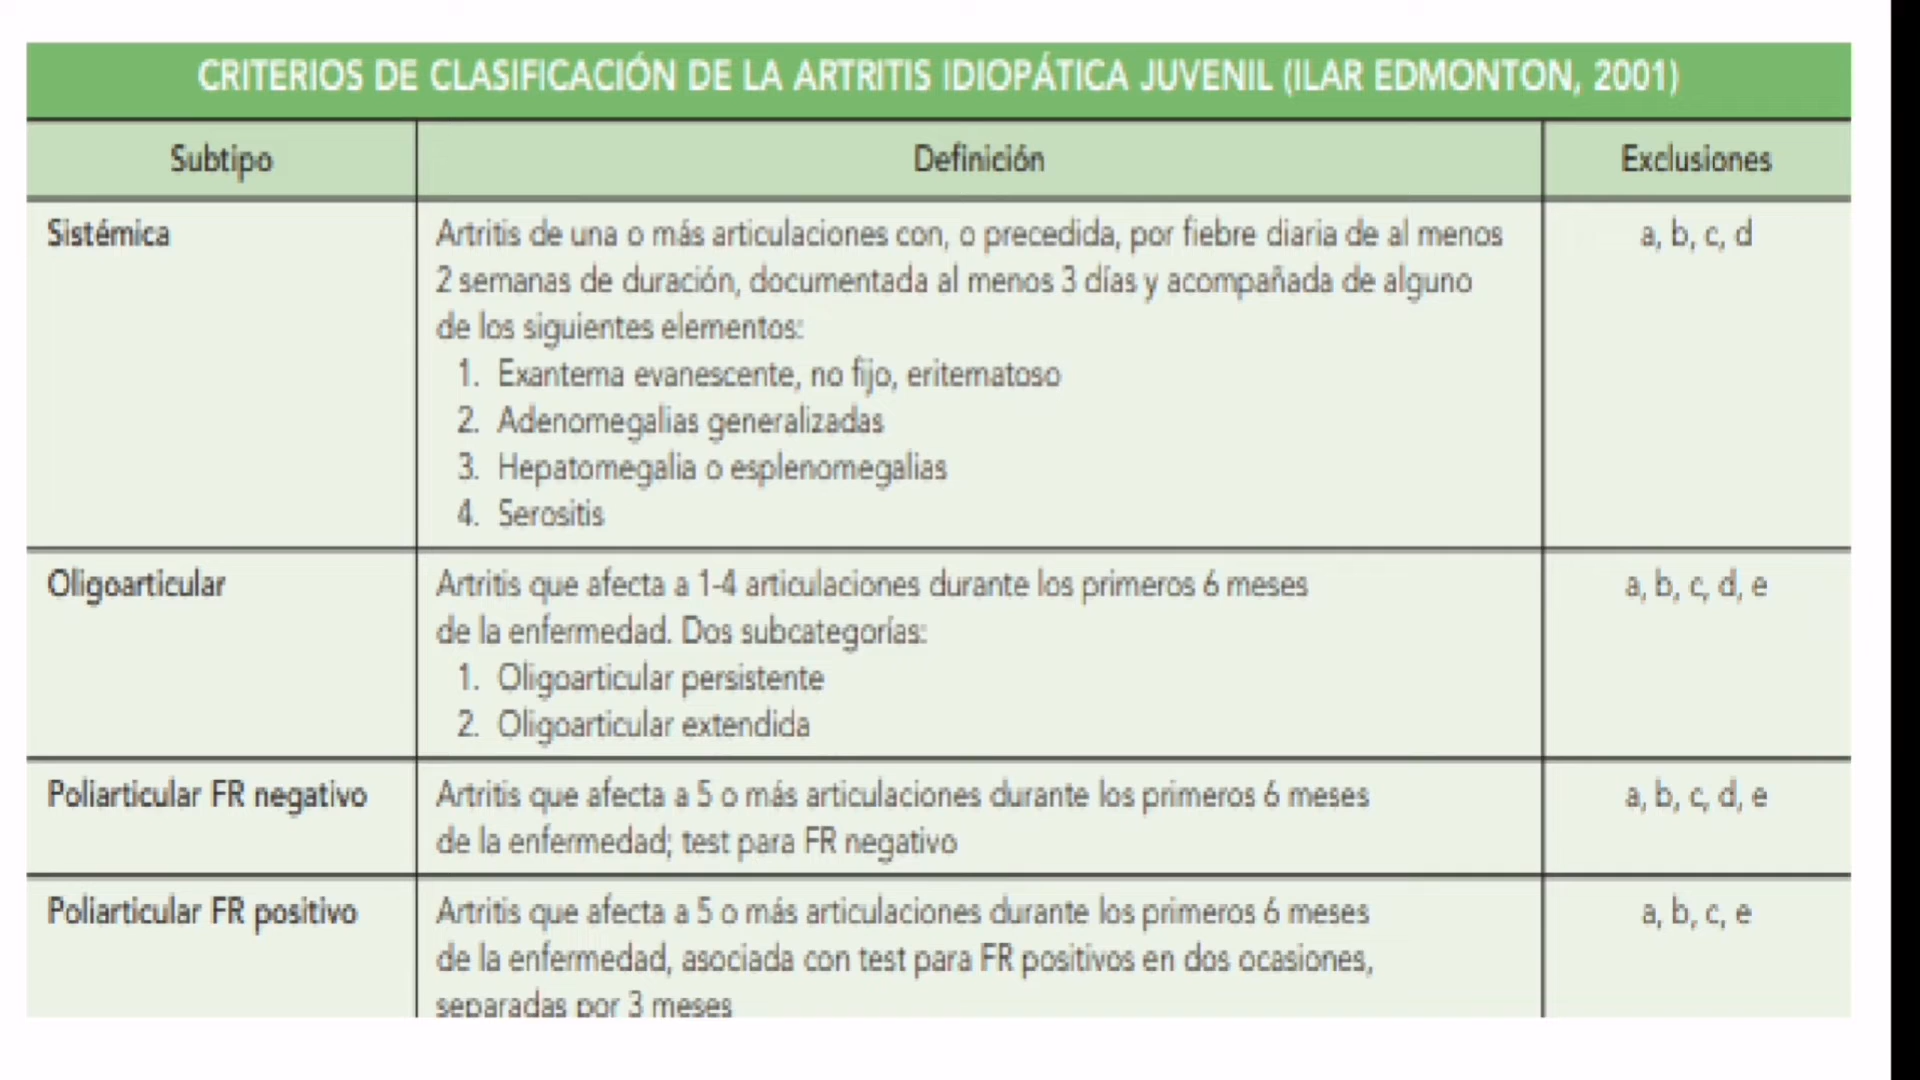 CRITERIOS DE CLASIFICACIÓN DE LA ARTRITIS IDIOPÁTICA JUVENIL (ILAR EDMONTON, 2001)
Subtipo Definición Exclusiones
Sistémica Artritis de una o más articulaciones con, o precedida, por fiebre diaria de al menos a, b, c, d
2 semanas de duración, documentada al menos 3 días y acompañada de alguno
de los siguientes elementos:
1. Exantema evanescente, no fijo, eritematoso
2. Adenomegalias generalizadas
3. Hepatomegalia o esplenomegalias
4. Serositis
Oligoarticular Artritis que afecta a 1-4 articulaciones durante los primeros 6 meses a, b, c, d, e
de la enfermedad. Dos subcategorías:
1. Oligoarticular persistente
2. Oligoarticular extendida
Poliarticular FR negativo Artritis que afecta a 5 o más articulaciones durante los primeros 6 meses a, b, c, d, e
de la enfermedad; test para FR negativo
Poliarticular FR positivo Artritis que afecta a 5 o más articulaciones durante los primeros 6 meses a, b, c, e
de la enfermedad, asociada con test para FR positivos en dos ocasiones,
separadas por 3 meses